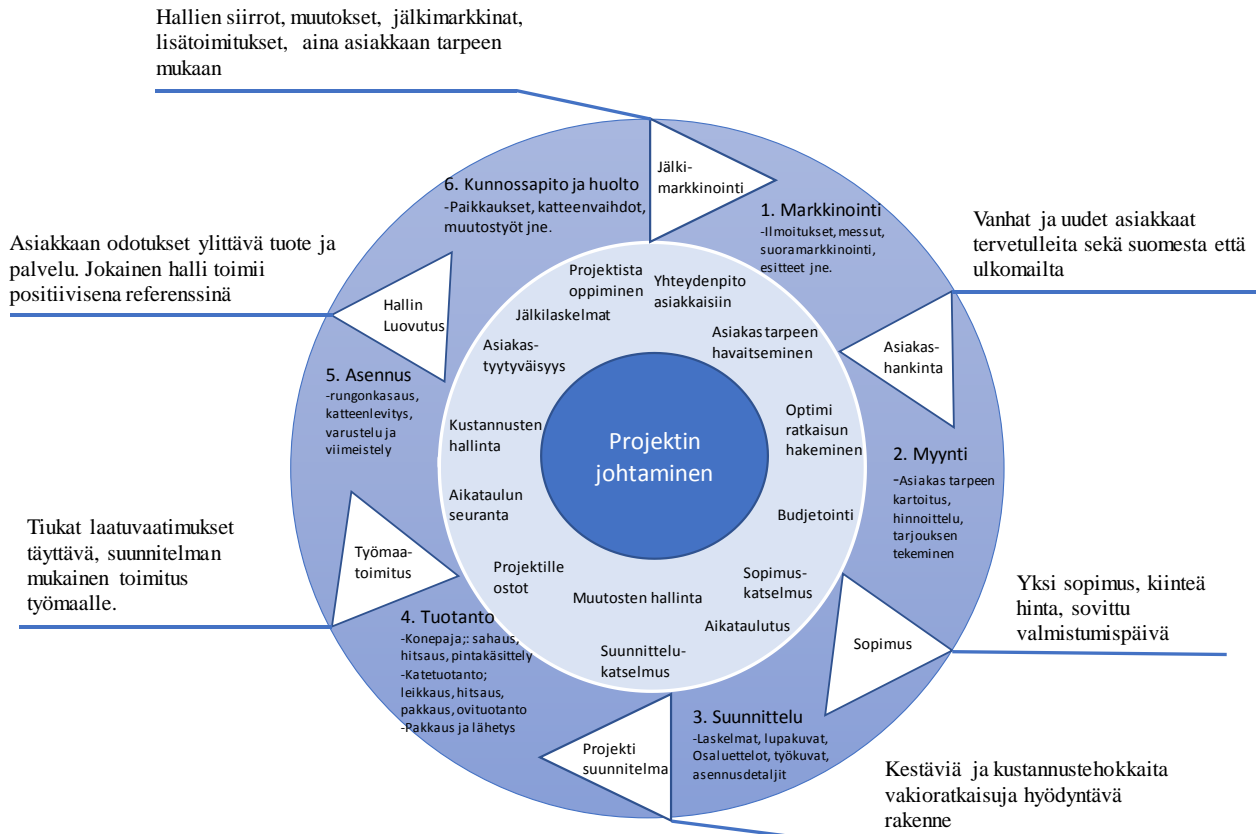 Hallien siirrot, muutokset, jälkimarkkinat,
lisätoimitukset, aina asiakkaan tarpeen
mukaan
Jälki-
markkinointi
6. Kunnossapito ja huolto
-Paikkaukset, katteenvaihdot,
muutostyöt jne.
1. Markkinointi
-Ilmoitukset, messut,
suoramarkkinointi,
esitteet jne.
Vanhat ja uudet asiakkaat
tervetulleita sekä suomesta että
ulkomailta
Asiakkaan odotukset ylittävä tuote ja
palvelu. Jokainen halli toimii
positiivisena referenssinä
Hallin
Luovutus
Asiakas-
hankinta
Projektista
oppiminen
Yhteydenpito
asiakkaisiin
Jälkilaskelmat
Asiakas tarpeen
havaitseminen
Asiakas-
tyytyväisyys
5. Asennus
-rungonkasaus,
katteenlevitys,
varustelu ja
viimeistely
Kustannusten
hallinta
Optimi
ratkaisun
hakeminen
Projektin
johtaminen
2. Myynti
-Asiakas tarpeen
kartoitus,
hinnoittelu,
tarjouksen
tekeminen
Aikataulun
seuranta
Budjetointi
Tiukat laatuvaatimukset
täyttävä, suunnitelman
mukainen toimitus
työmaalle.
Työmaa-
toimitus
Projektille
ostot
Muutosten hallinta
Sopimus-
katselmus
Aikataulutus
Suunnittelu-
katselmus
Sopimus
Yksi sopimus, kiinteä
hinta, sovittu
valmistumispäivä
4. Tuotanto
-Konepaja;: sahaus,
hitsaus, pintakäsittely
-Katetuotanto;
leikkaus, hitsaus,
pakkaus, ovituotanto
-Pakkaus ja lähetys
Projekti
suunnitelma
3. Suunnittelu
-Laskelmat, lupakuvat,
Osaluettelot, työkuvat,
asennusdetaljit
Kestäviä ja kustannustehokkaita
vakioratkaisuja hyödyntävä
rakenne